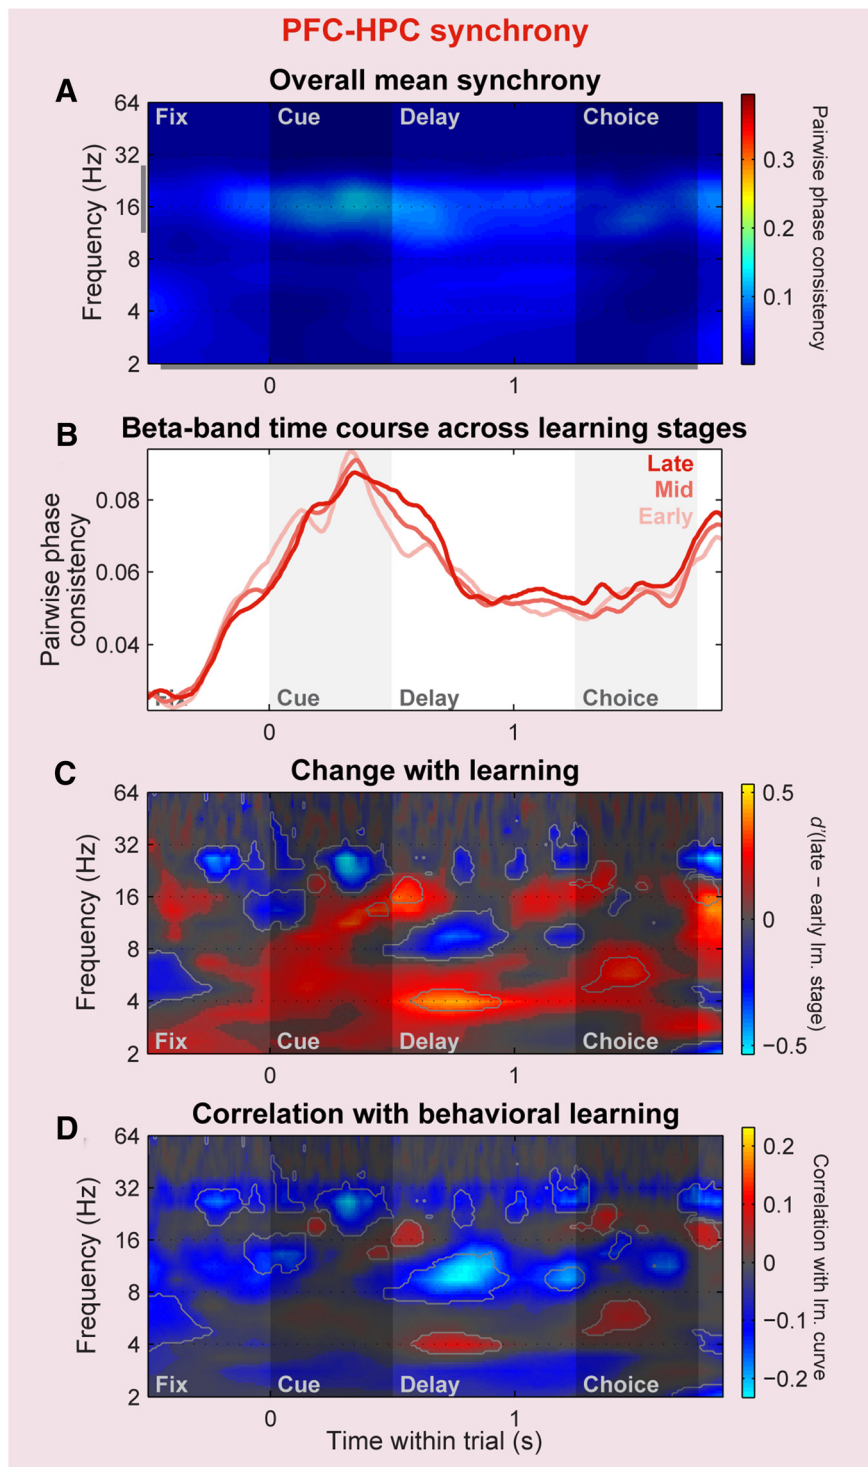 PFC-HPC synchrony
A
Overall mean synchrony
64
32
16
8
4
2
Frequency (Hz)
Fix
Cue
Delay
Choice
0
1
0.3
0.2
0.1
Pairwise phase consistency
B
Beta-band time course across learning stages
Late
Mid
Early
0.08
0.06
0.04
Pairwise phase
consistency
Cue
Delay
Choice
0
1
C
Change with learning
64
32
16
8
4
2
Frequency (Hz)
Fix
Cue
Delay
Choice
0
1
0.5
0
−0.5
d'(late − early lrn. stage)
D
Correlation with behavioral learning
64
32
16
8
4
2
Frequency (Hz)
Fix
Cue
Delay
Choice
0
1
Time within trial (s)
0.2
0.1
0
−0.1
−0.2
Correlation with lrn. curve